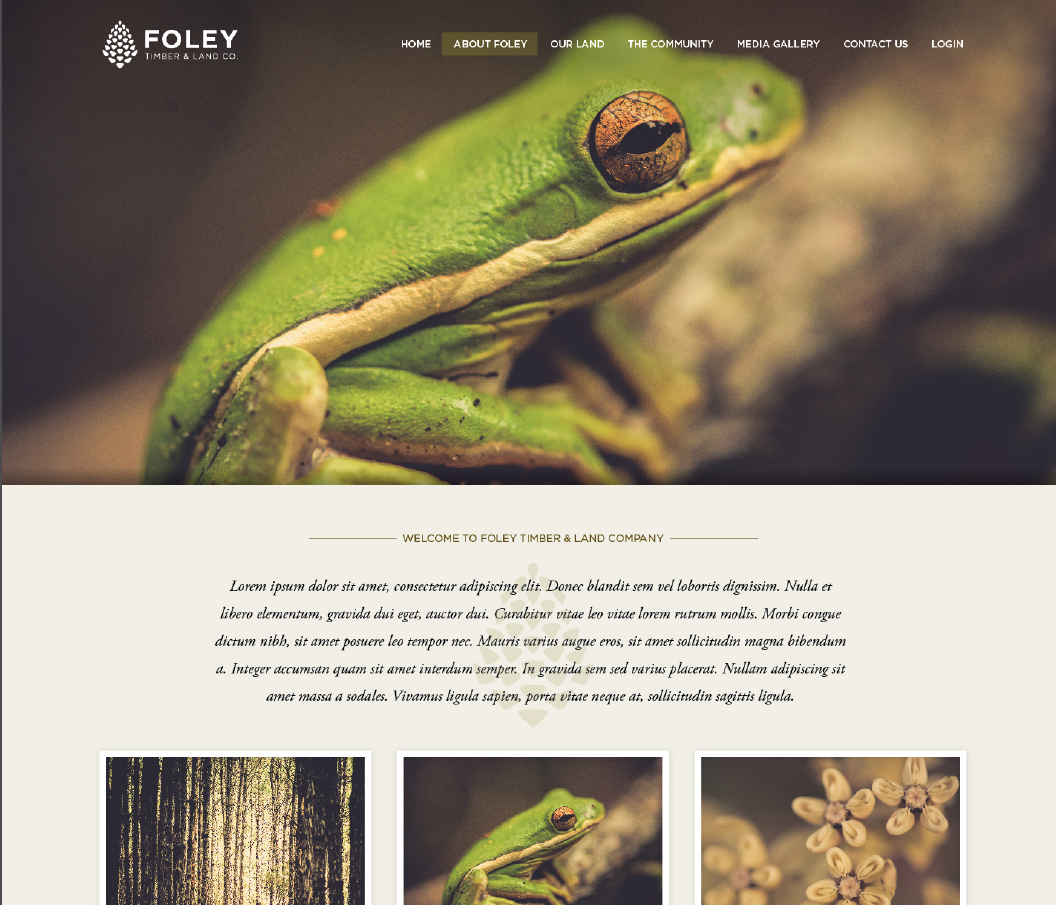 FOLEY
TIMBER & LAND CO.
HOME ABOUT FOLEY OUR LAND THE COMMUNITY MEDIA GALLERY CONTACT US LOGIN
WELCOME TO FOLEY TIMBER & LAND COMPANY
Lorem ipsum dolor sit amet, consectetur adipiscing elit. Donec blandit sem vel lobortis dignissim. Nulla et
libero elementum, gravida dui eget, auctor dui. Curabitur vitae leo vitae lorem rutrum mollis. Morbi congue
dictum nibh, sit amet posuere leo tempor nec. Mauris varius augue eros, sit amet sollicitudin magna bibendum
a. Integer accumsan quam sit amet interdum semper. In gravida sem sed varius placerat. Nullam adipiscing sit
amet massa a sodales. Vivamus ligula sapien, porta vitae neque at, sollicitudin sagittis ligula.